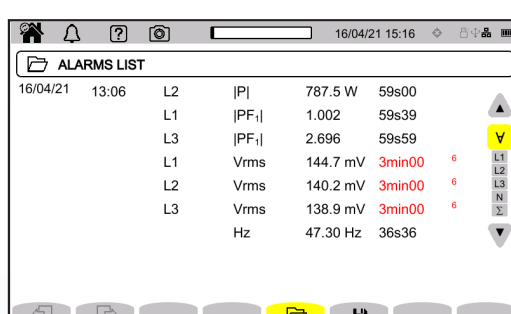 ? 16/04/21 15:16
ALARMS LIST
16/04/21 13:06 L2 |P| 787.5 W 59s00
L1 |PF₁| 1.002 59s39
L3 |PF₁| 2.696 59s59
∀
L1 Vrms 144.7 mV 3min00 6 L1
L2
L2 Vrms 140.2 mV 3min00 6 L3
N
L3 Vrms 138.9 mV 3min00 6 Σ
Hz 47.30 Hz 36s36